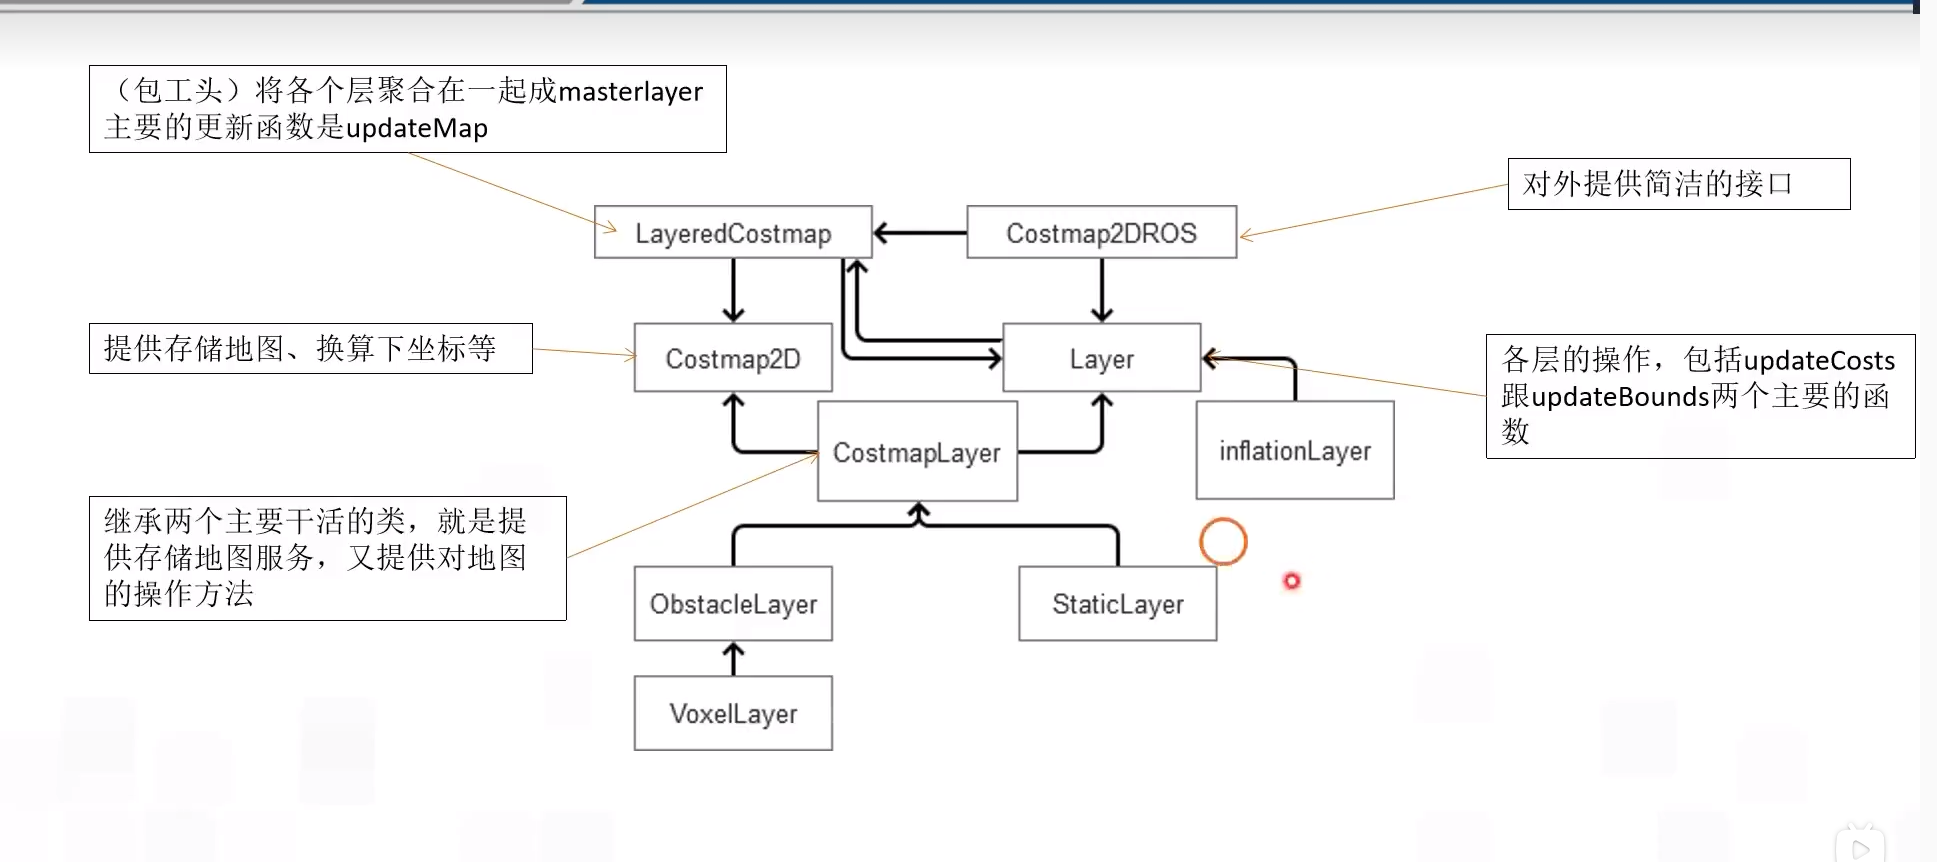 （包工头）将各个层聚合在一起成masterlayer
主要的更新函数是updateMap
对外提供简洁的接口
LayeredCostmap
Costmap2DROS
提供存储地图、换算下坐标等
Costmap2D
Layer
各层的操作，包括updateCosts
跟updateBounds两个主要的函
数
CostmapLayer
inflationLayer
继承两个主要干活的类，就是提
供存储地图服务，又提供对地图
的操作方法
ObstacleLayer
StaticLayer
VoxelLayer